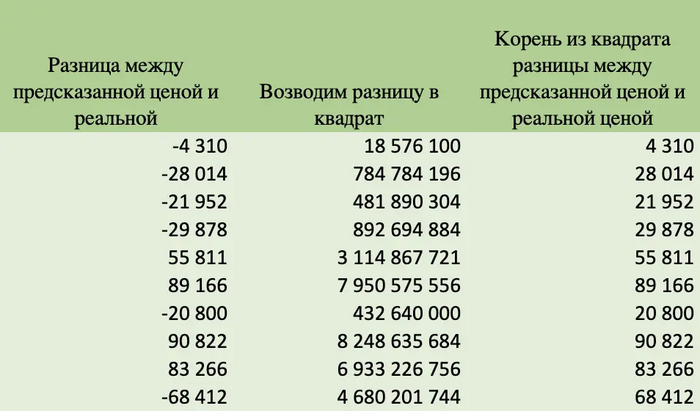 Разница между
предсказанной ценой и
реальной
Возводим разницу в
квадрат
Корень из квадрата
разницы между
предсказанной ценой и
реальной ценой
-4 310 18 576 100 4 310
-28 014 784 784 196 28 014
-21 952 481 890 304 21 952
-29 878 892 694 884 29 878
55 811 3 114 867 721 55 811
89 166 7 950 575 556 89 166
-20 800 432 640 000 20 800
90 822 8 248 635 684 90 822
83 266 6 933 226 756 83 266
-68 412 4 680 201 744 68 412